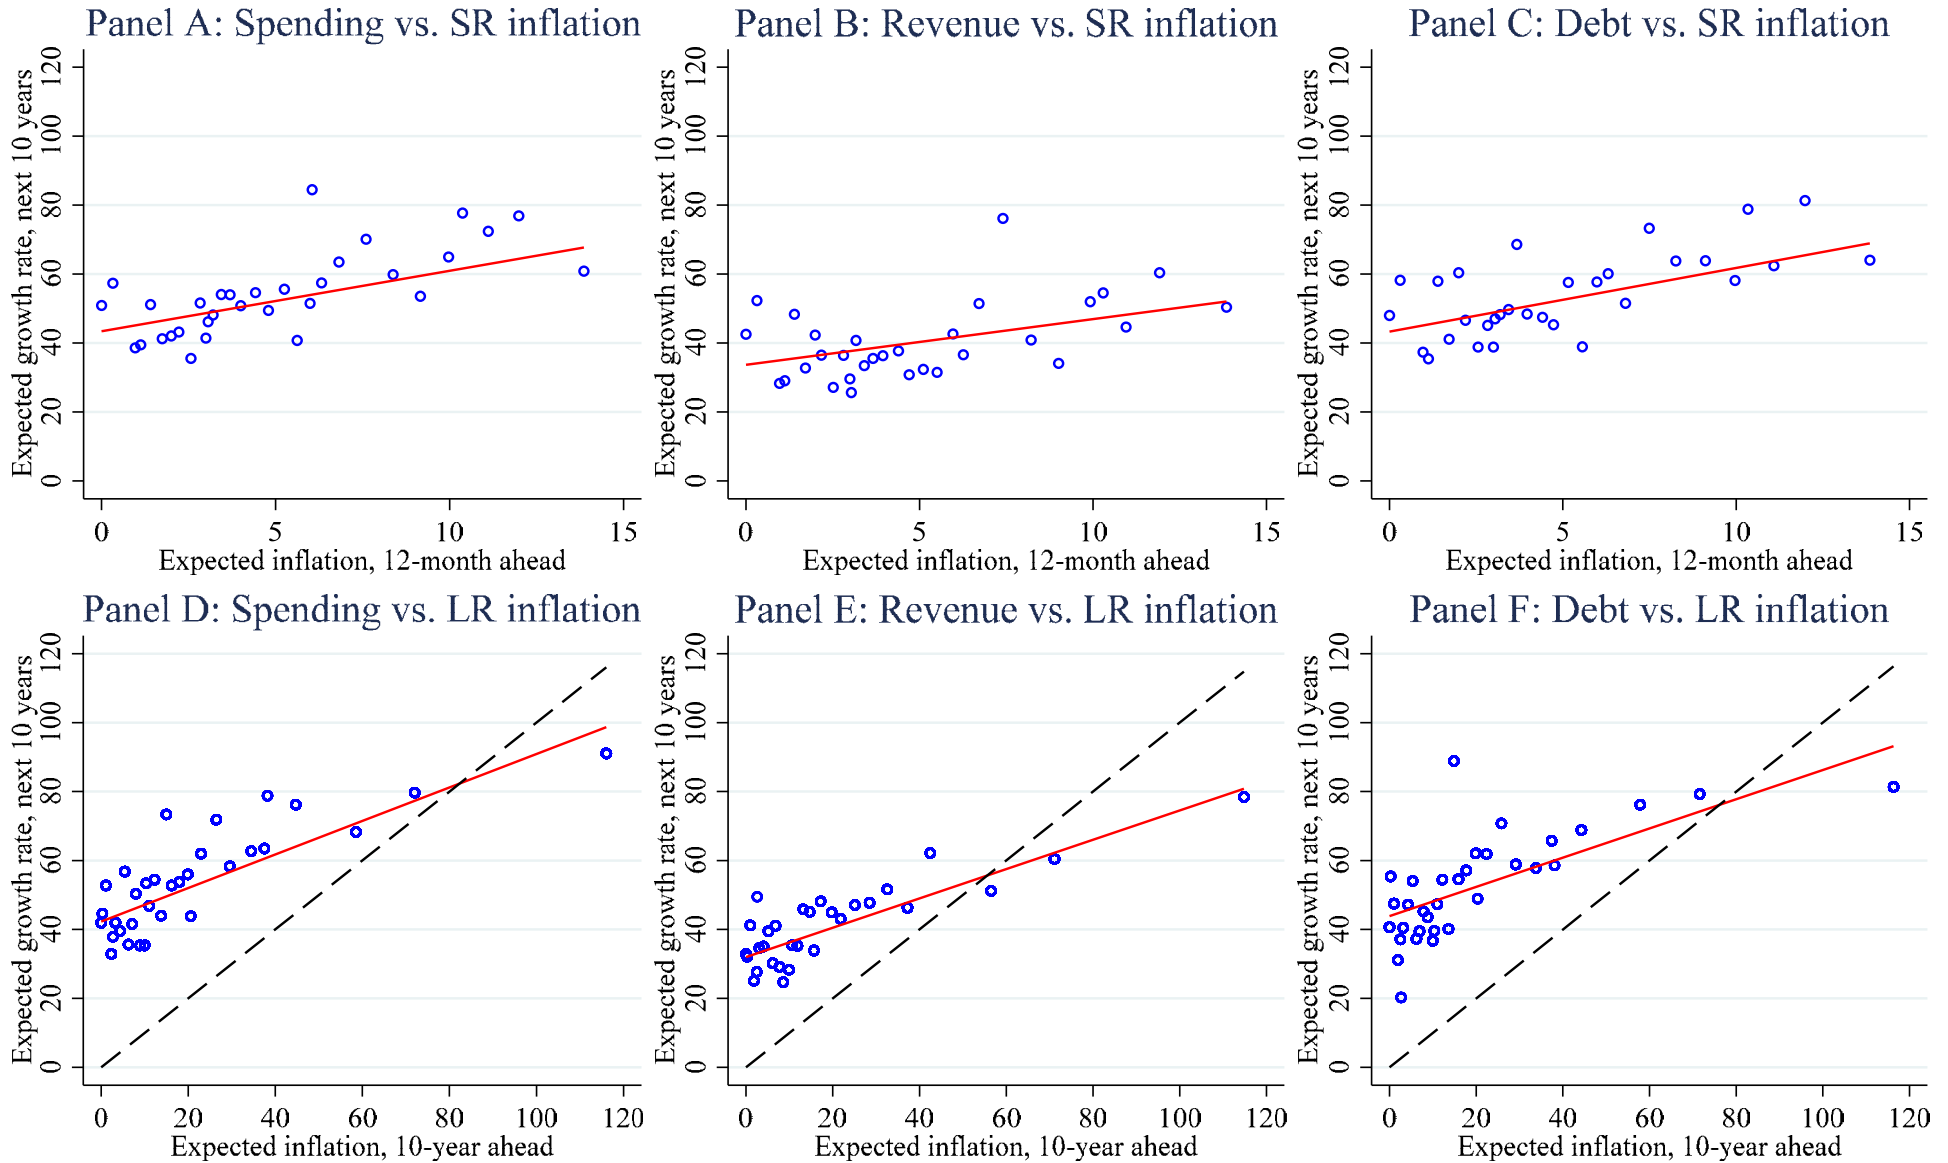 Panel A: Spending vs. SR inflation
Expected growth rate, next 10 years
120
100
80
60
40
20
0
0 5 10 15
Expected inflation, 12-month ahead
Panel B: Revenue vs. SR inflation
Expected growth rate, next 10 years
120
100
80
60
40
20
0
0 5 10 15
Expected inflation, 12-month ahead
Panel C: Debt vs. SR inflation
Expected growth rate, next 10 years
120
100
80
60
40
20
0
0 5 10 15
Expected inflation, 12-month ahead
Panel D: Spending vs. LR inflation
Expected growth rate, next 10 years
120
100
80
60
40
20
0
0 20 40 60 80 100 120
Expected inflation, 10-year ahead
Panel E: Revenue vs. LR inflation
Expected growth rate, next 10 years
120
100
80
60
40
20
0
0 20 40 60 80 100 120
Expected inflation, 10-year ahead
Panel F: Debt vs. LR inflation
Expected growth rate, next 10 years
120
100
80
60
40
20
0
0 20 40 60 80 100 120
Expected inflation, 10-year ahead